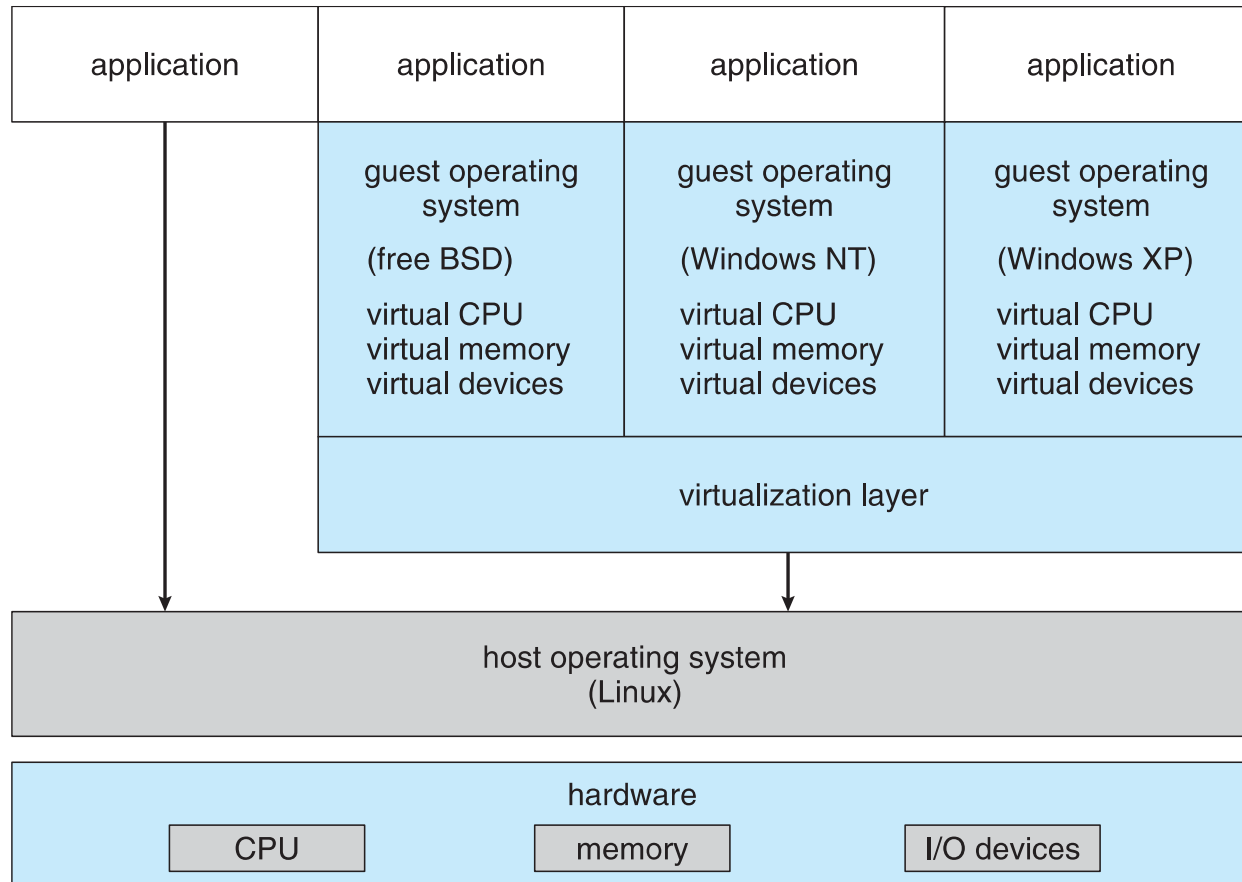 application
application
application
application
guest operating
system
(free BSD)
virtual CPU
virtual memory
virtual devices
guest operating
system
(Windows NT)
virtual CPU
virtual memory
virtual devices
guest operating
system
(Windows XP)
virtual CPU
virtual memory
virtual devices
virtualization layer
host operating system
(Linux)
hardware
CPU
memory
I/O devices